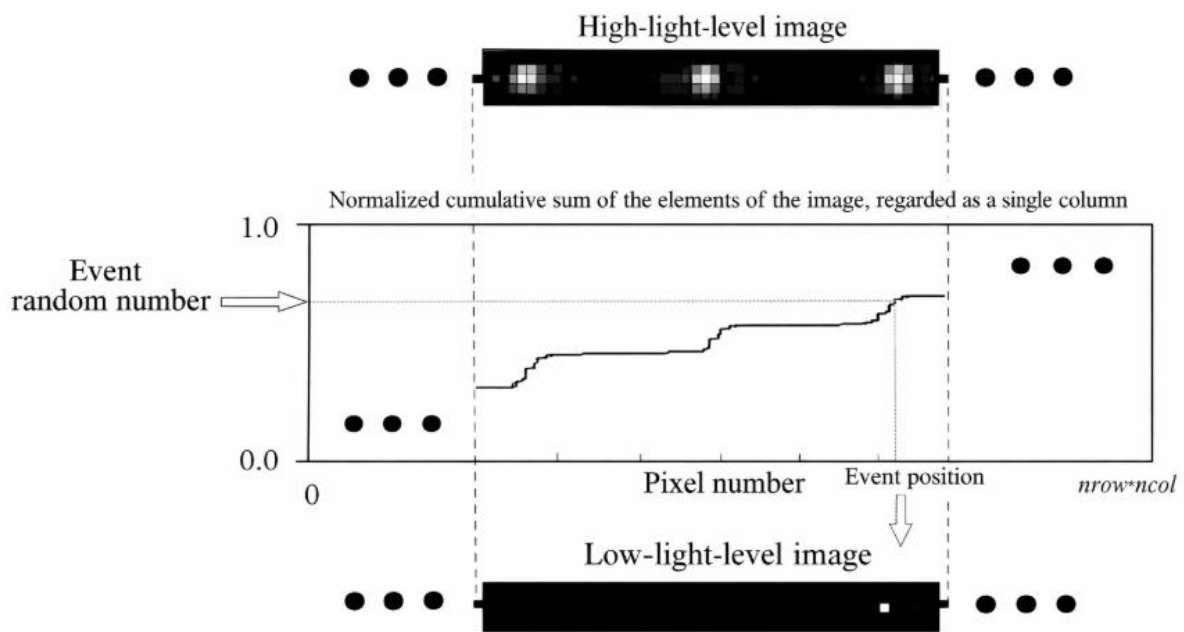 High-light-level image
Normalized cumulative sum of the elements of the image, regarded as a single column
1.0
Event
random number
0.0
0
Pixel number
Event position
nrow*ncol
Low-light-level image